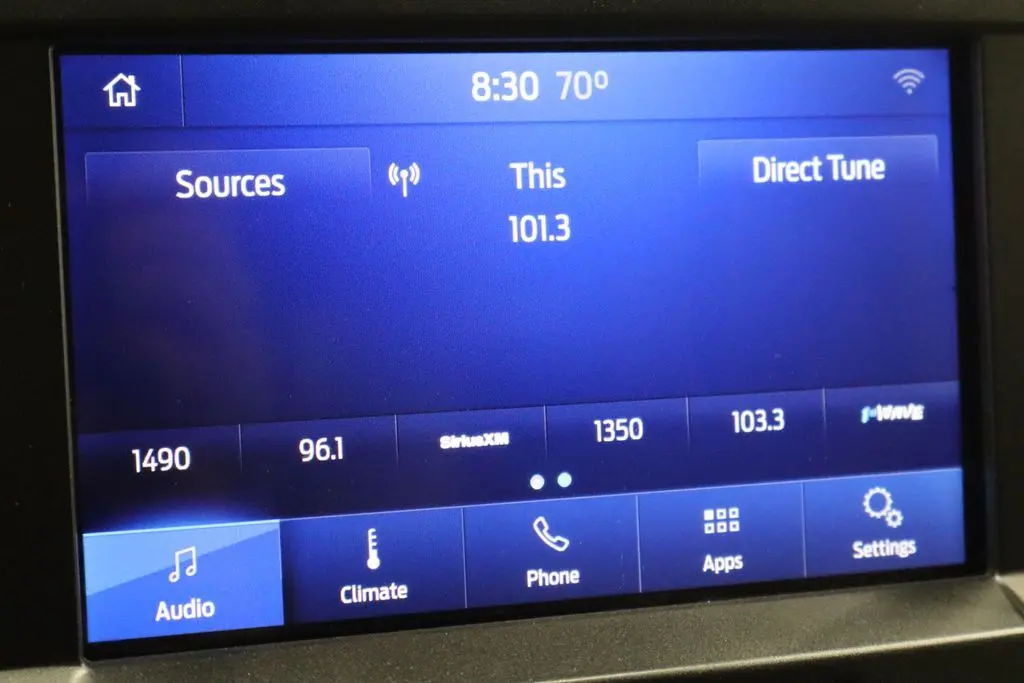 8:30 70°
Sources
This
Direct Tune
101.3
1490
96.1
SiriusXM
1350
103.3
1stWAVE
Audio
Climate
Phone
Apps
Settings